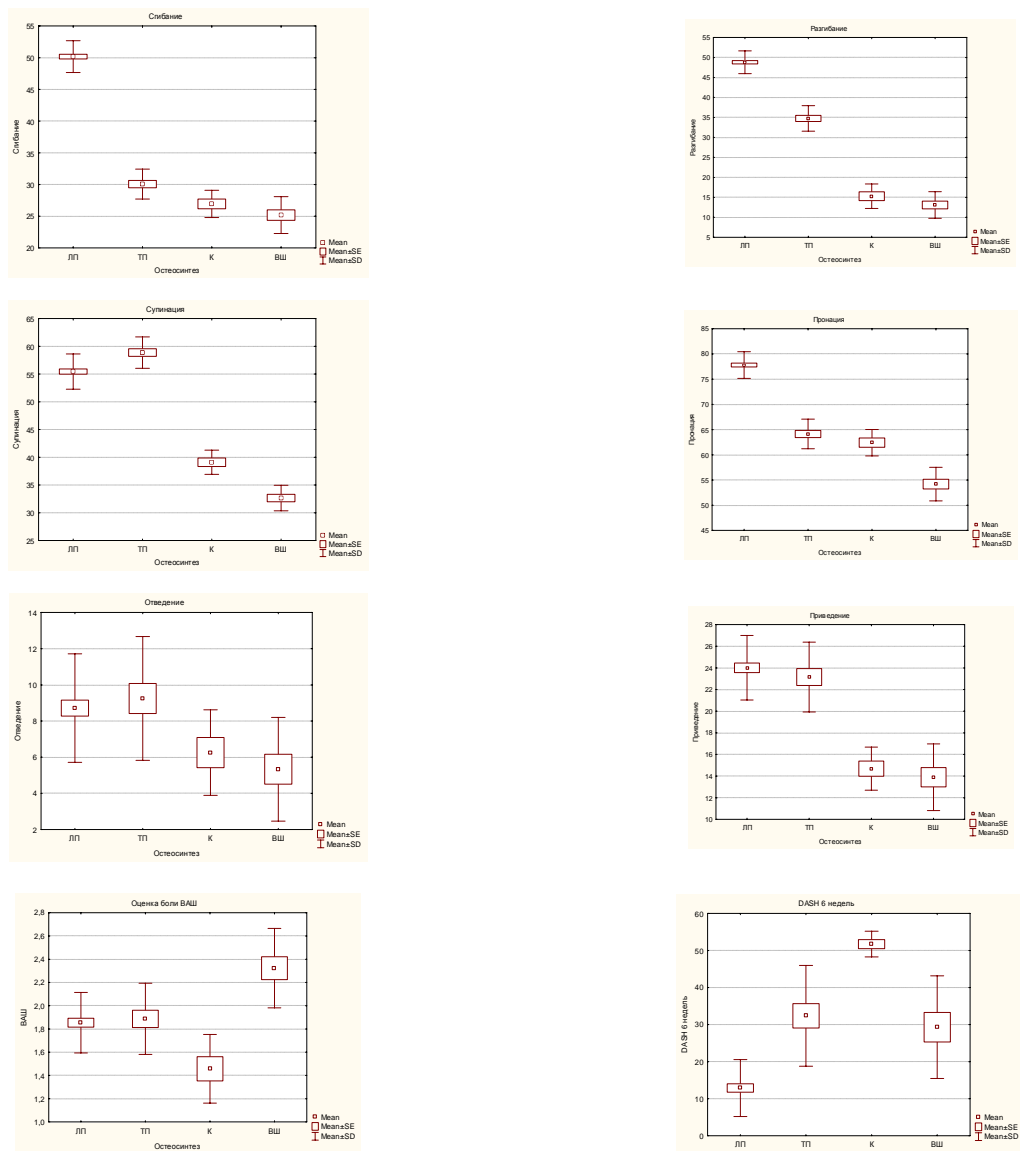 Сгибание
55
50
45
40
35
30
25
20
Сгибание
ЛП ТП К ВШ
Остеосинтез
Mean
Mean±SE
Mean±SD
Разгибание
55
50
45
40
35
30
25
20
15
10
5
Разгибание
ЛП ТП К ВШ
Остеосинтез
Mean
Mean±SE
Mean±SD
Супинация
65
60
55
50
45
40
35
30
25
Супинация
ЛП ТП К ВШ
Остеосинтез
Mean
Mean±SE
Mean±SD
Пронация
85
80
75
70
65
60
55
50
45
Пронация
ЛП ТП К ВШ
Остеосинтез
Mean
Mean±SE
Mean±SD
Отведение
14
12
10
8
6
4
2
Отведение
ЛП ТП К ВШ
Остеосинтез
Mean
Mean±SE
Mean±SD
Приведение
28
26
24
22
20
18
16
14
12
10
Приведение
ЛП ТП К ВШ
Остеосинтез
Mean
Mean±SE
Mean±SD
Оценка боли ВАШ
2,8
2,6
2,4
2,2
2,0
1,8
1,6
1,4
1,2
1,0
ВАШ
ЛП ТП К ВШ
Остеосинтез
Mean
Mean±SE
Mean±SD
DASH 6 недель
60
50
40
30
20
10
0
DASH 6 недель
ЛП ТП К ВШ
Остеосинтез
Mean
Mean±SE
Mean±SD